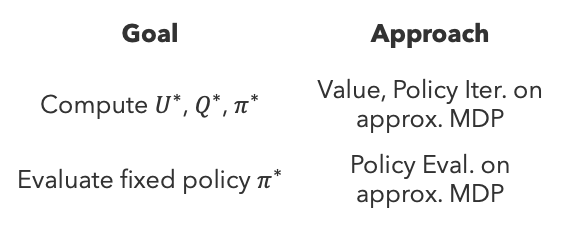 Goal Approach
Compute U*, Q*, π* Value, Policy Iter. on
approx. MDP
Evaluate fixed policy π* Policy Eval. on
approx. MDP